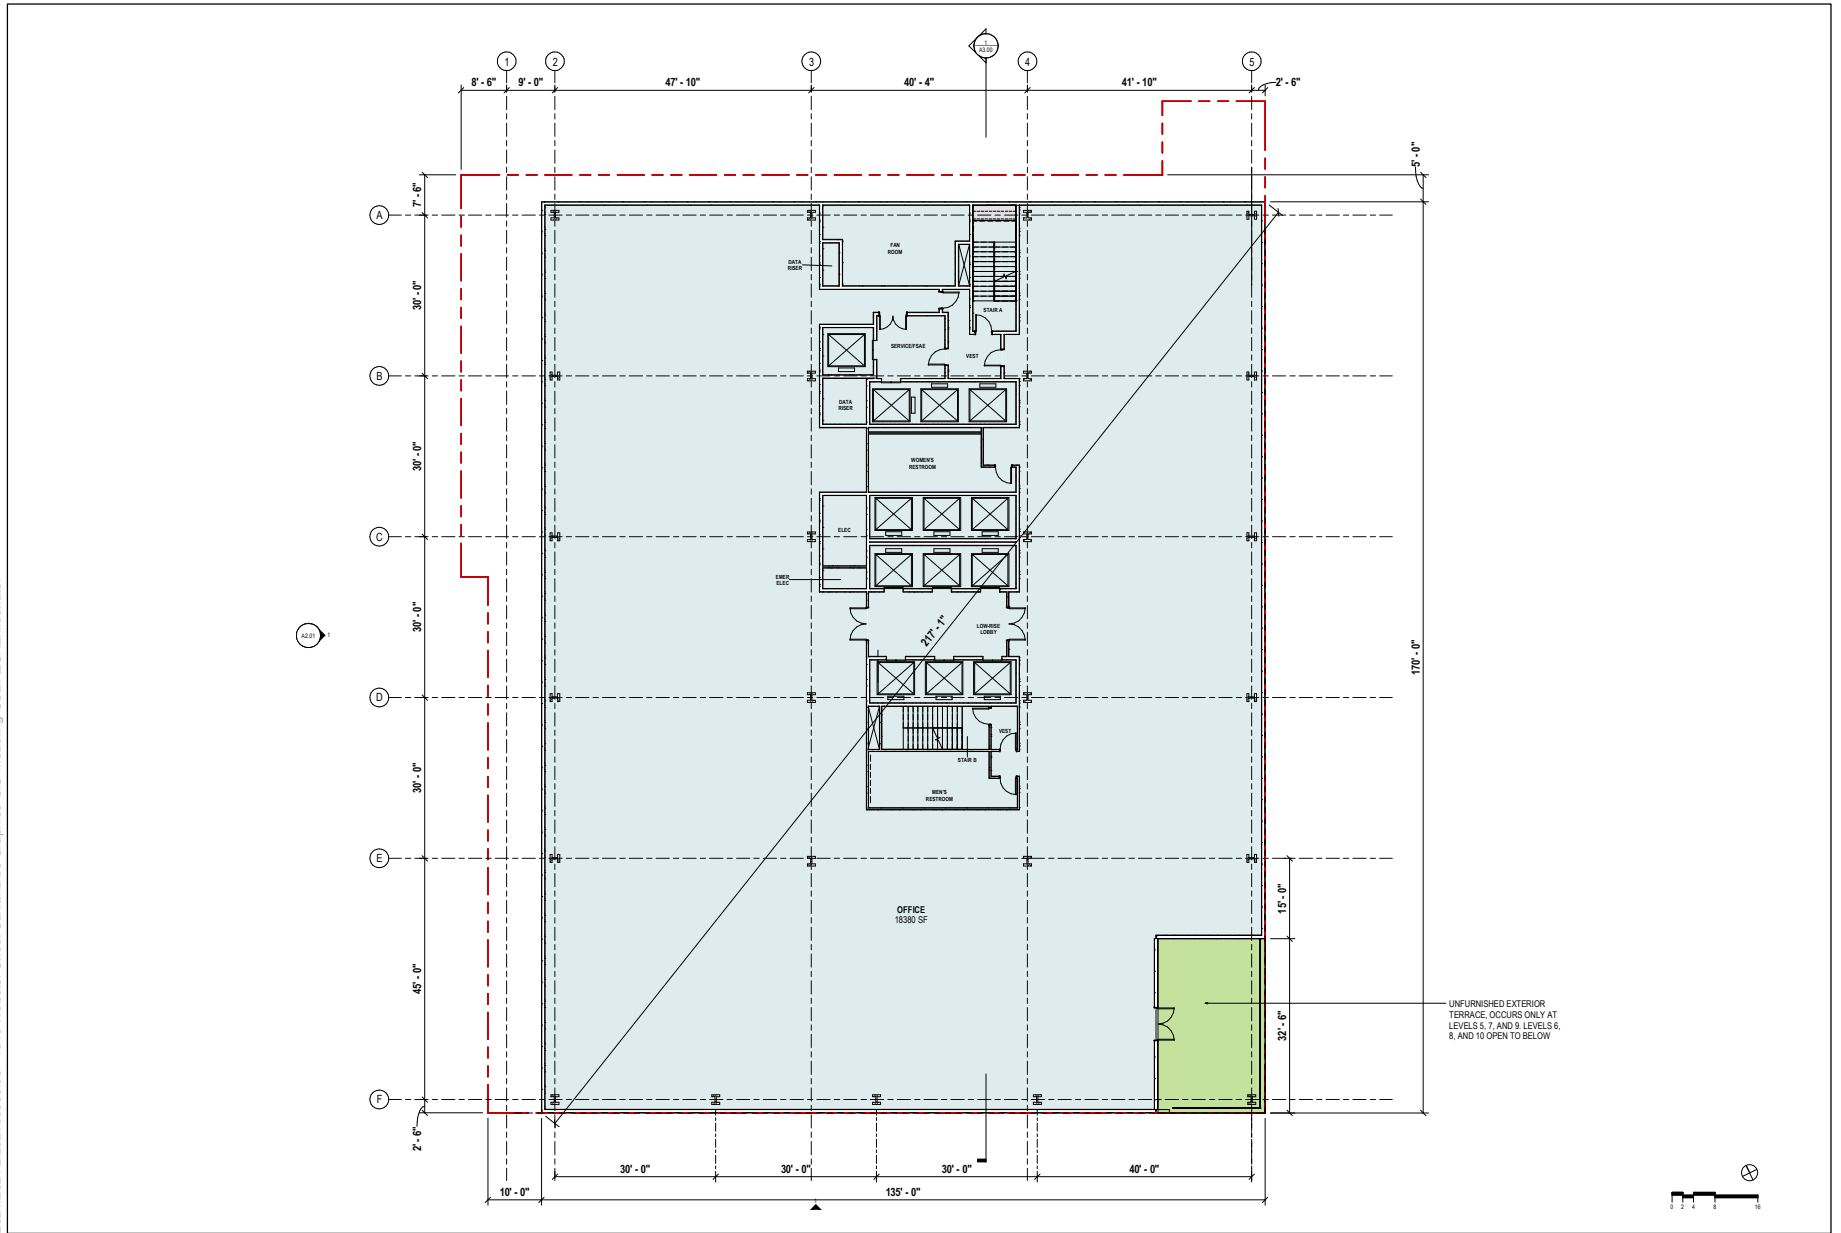 1
A3.00
1
2
3
4
5
8' - 6"
9' - 0"
47' - 10"
40' - 4"
41' - 10"
2' - 6"
5' - 0"
7' - 6"
A
FAN
ROOM
DATA
RISER
30' - 0"
STAIR A
SERVICE/FSAE
VEST
B
DATA
RISER
30' - 0"
WOMEN'S
RESTROOM
C
ELEC
EMER
ELEC
30' - 0"
LOW-RISE
LOBBY
217' - 1"
A2.01
1
170' - 0"
D
VEST
STAIR B
30' - 0"
MEN'S
RESTROOM
E
15' - 0"
OFFICE
18380 SF
45' - 0"
UNFURNISHED EXTERIOR
TERRACE, OCCURS ONLY AT
LEVELS 5, 7, AND 9. LEVELS 6,
8, AND 10 OPEN TO BELOW
32' - 6"
F
2' - 6"
30' - 0"
30' - 0"
30' - 0"
40' - 0"
10' - 0"
135' - 0"
0 2 4 8 16